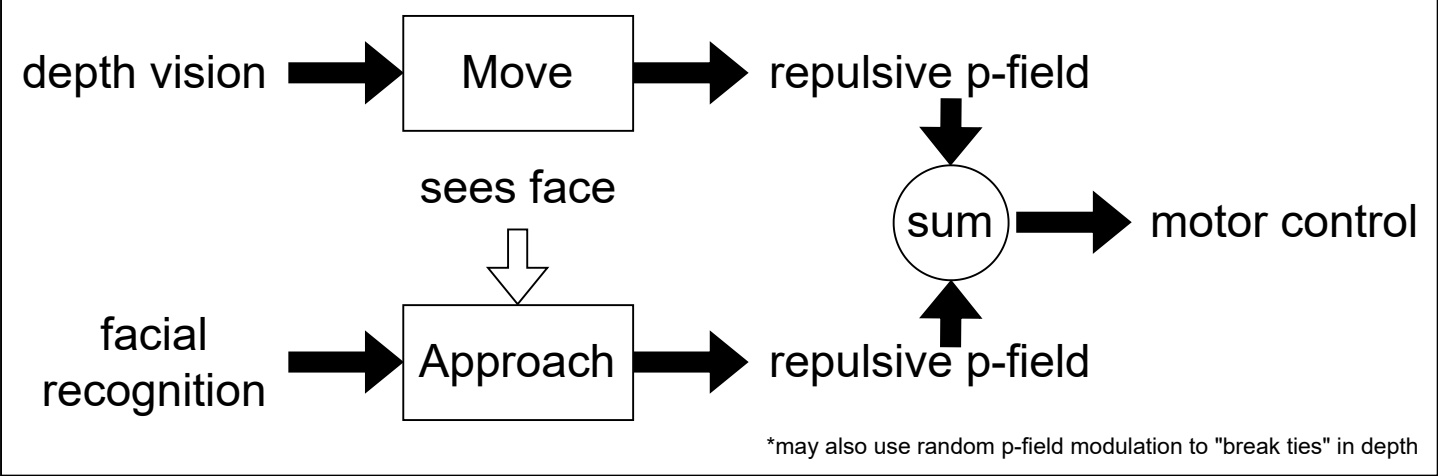 depth vision
Move
repulsive p-field
sees face
sum
motor control
facial
recognition
Approach
repulsive p-field
*may also use random p-field modulation to "break ties" in depth